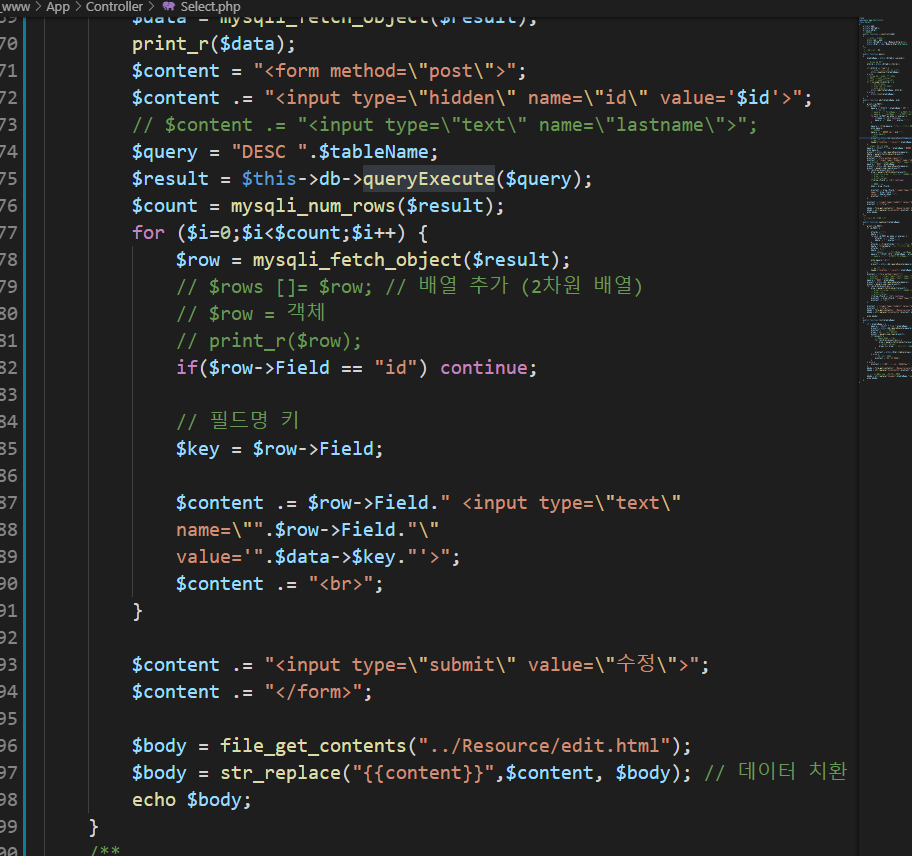 _www > App > Controller > Select.php
69 $data = mysqli_fetch_object($result);
70 print_r($data);
71 $content = "<form method=\"post\">";
72 $content .= "<input type=\"hidden\" name=\"id\" value='$id'>";
73 // $content .= "<input type=\"text\" name=\"lastname\">";
74 $query = "DESC ".$tableName;
75 $result = $this->db->queryExecute($query);
76 $count = mysqli_num_rows($result);
77 for ($i=0;$i<$count;$i++) {
78 $row = mysqli_fetch_object($result);
79 // $rows []= $row; // 배열 추가 (2차원 배열)
80 // $row = 객체
81 // print_r($row);
82 if($row->Field == "id") continue;
83
84 // 필드명 키
85 $key = $row->Field;
86
87 $content .= $row->Field." <input type=\"text\"
88 name=\"".$row->Field."\"
89 value='".$data->$key."'>";
90 $content .= "<br>";
91 }
92
93 $content .= "<input type=\"submit\" value=\"수정\">";
94 $content .= "</form>";
95
96 $body = file_get_contents("../Resource/edit.html");
97 $body = str_replace("{{content}}",$content, $body); // 데이터 치환
98 echo $body;
99 }
/**